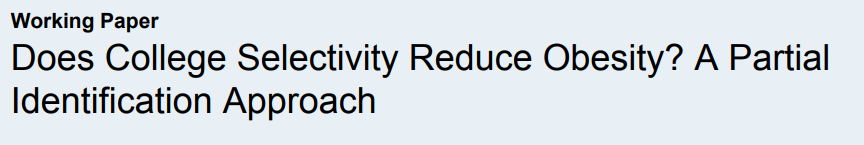 Working Paper
Does College Selectivity Reduce Obesity? A Partial
Identification Approach